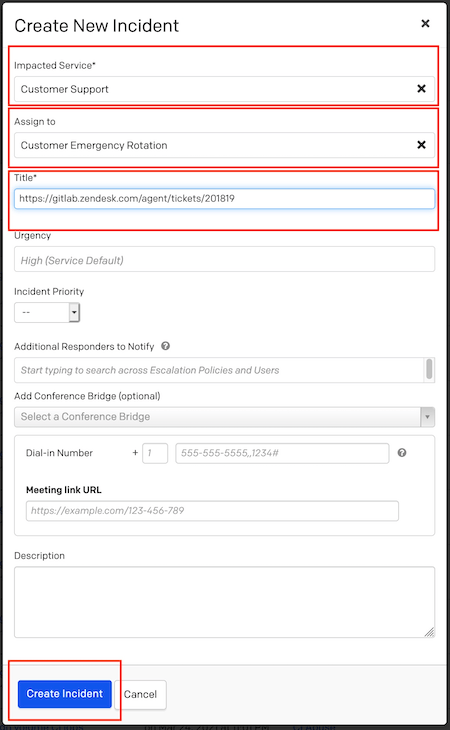 Create New Incident ×
Impacted Service*
Customer Support ×
Assign to
Customer Emergency Rotation ×
Title*
https://gitlab.zendesk.com/agent/tickets/201819
Urgency
High (Service Default)
Incident Priority
--
Additional Responders to Notify ?
Start typing to search across Escalation Policies and Users
Add Conference Bridge (optional)
Select a Conference Bridge
Dial-in Number + 1 555-555-5555,,1234# ?
Meeting link URL
https://example.com/123-456-789
Description
Create Incident Cancel